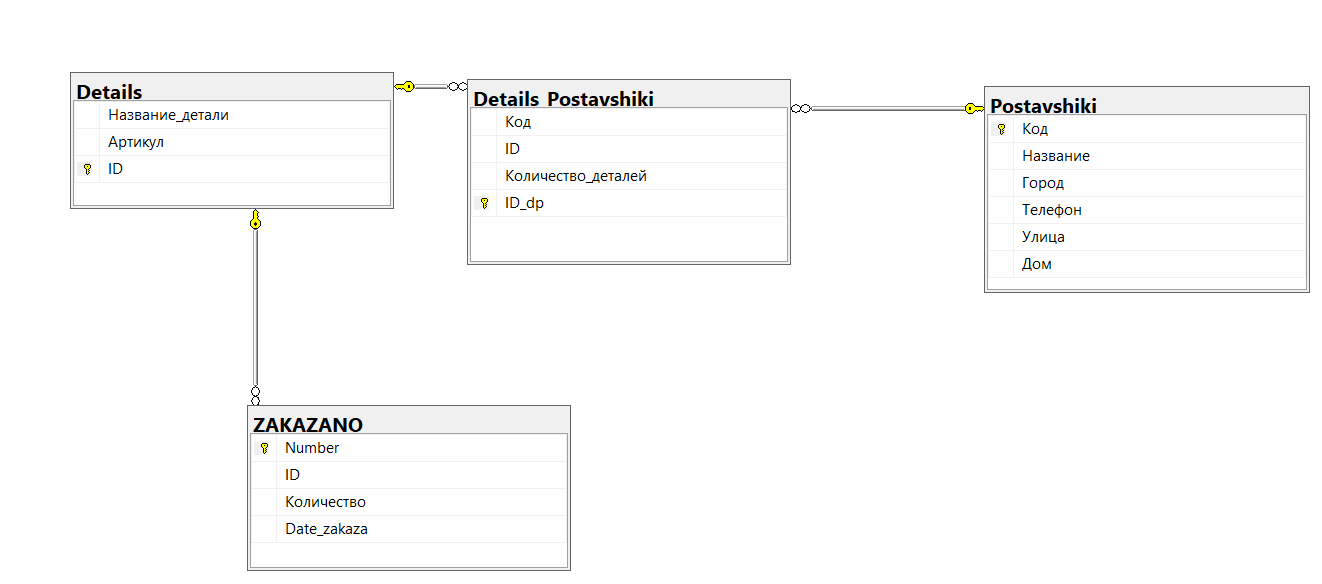 Details
Название_детали
Артикул
ID
Details_Postavshiki
Код
ID
Количество_деталей
ID_dp
Postavshiki
Код
Название
Город
Телефон
Улица
Дом
ZAKAZANO
Number
ID
Количество
Date_zakaza